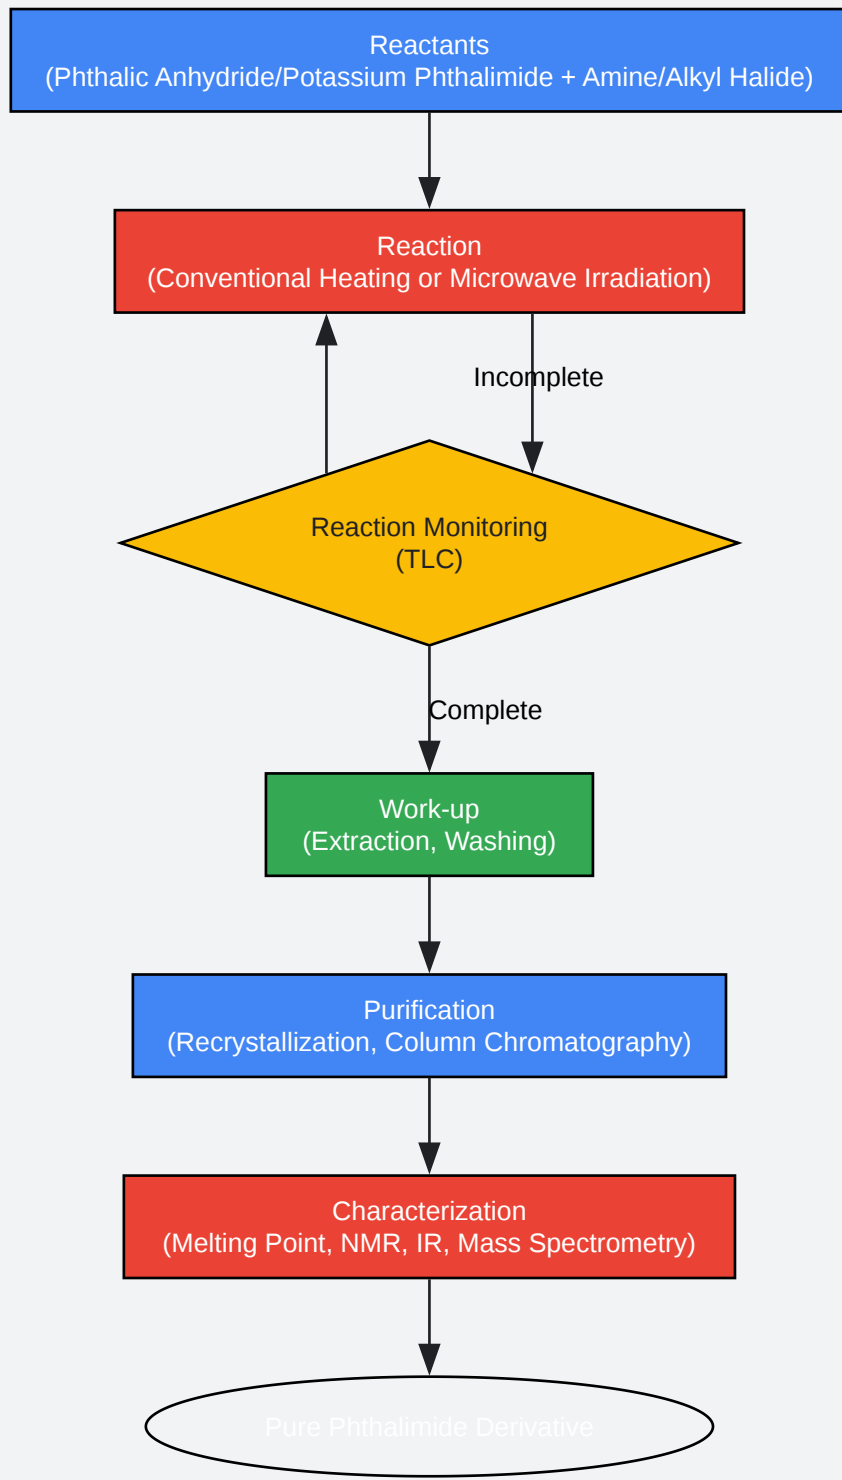 Reactants
(Phthalic Anhydride/Potassium Phthalimide + Amine/Alkyl Halide)
Reaction
(Conventional Heating or Microwave Irradiation)
Incomplete
Reaction Monitoring
(TLC)
Complete
Work-up
(Extraction, Washing)
Purification
(Recrystallization, Column Chromatography)
Characterization
(Melting Point, NMR, IR, Mass Spectrometry)
Pure Phthalimide Derivative